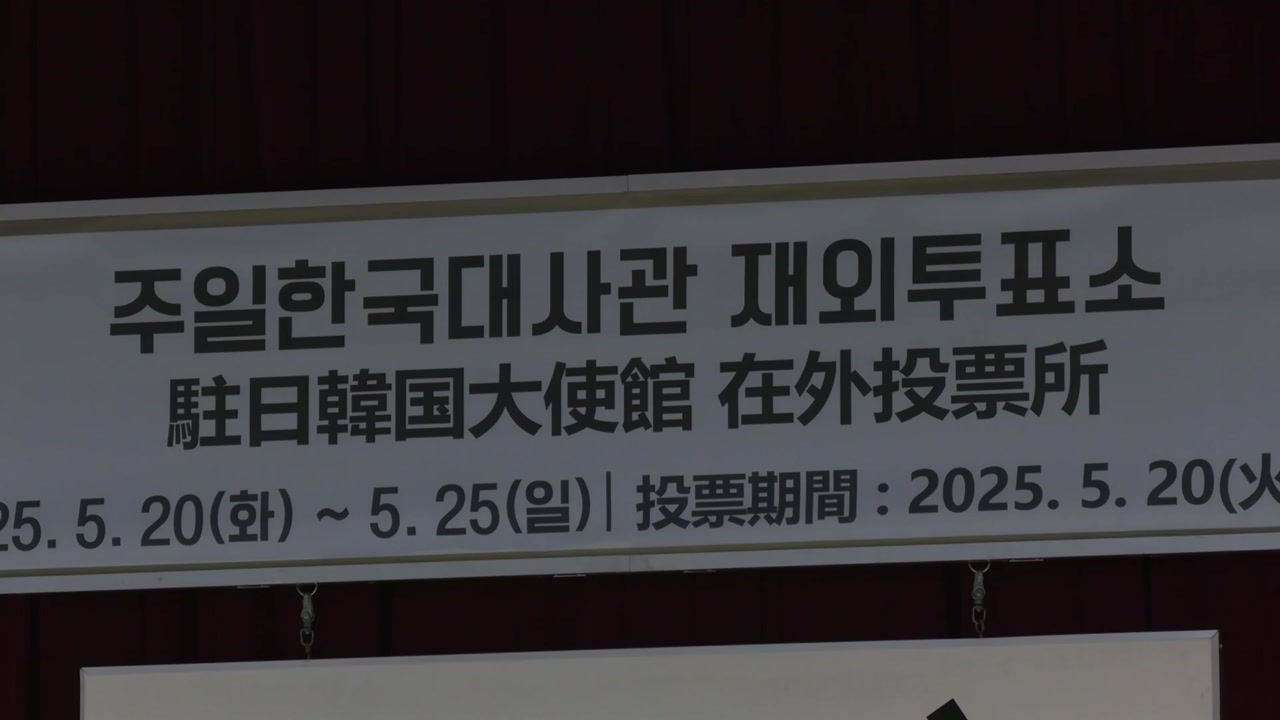 주일한국대사관 재외투표소
駐日韓国大使館 在外投票所
25. 5. 20(화) ~ 5. 25(일)| 投票期間 : 2025. 5. 20(火